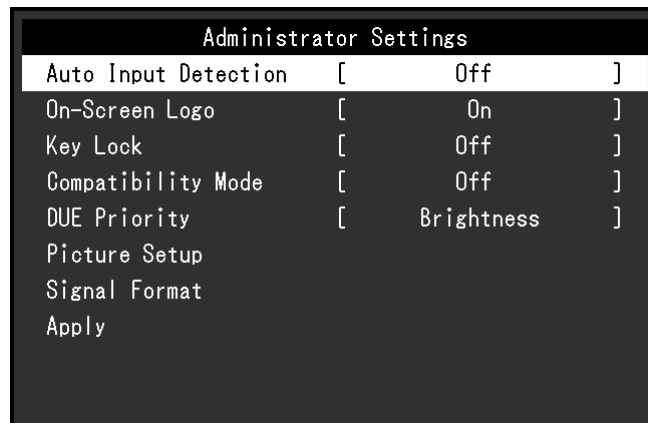 Administrator Settings
Auto Input Detection [ Off ]
On-Screen Logo [ On ]
Key Lock [ Off ]
Compatibility Mode [ Off ]
DUE Priority [ Brightness ]
Picture Setup
Signal Format
Apply